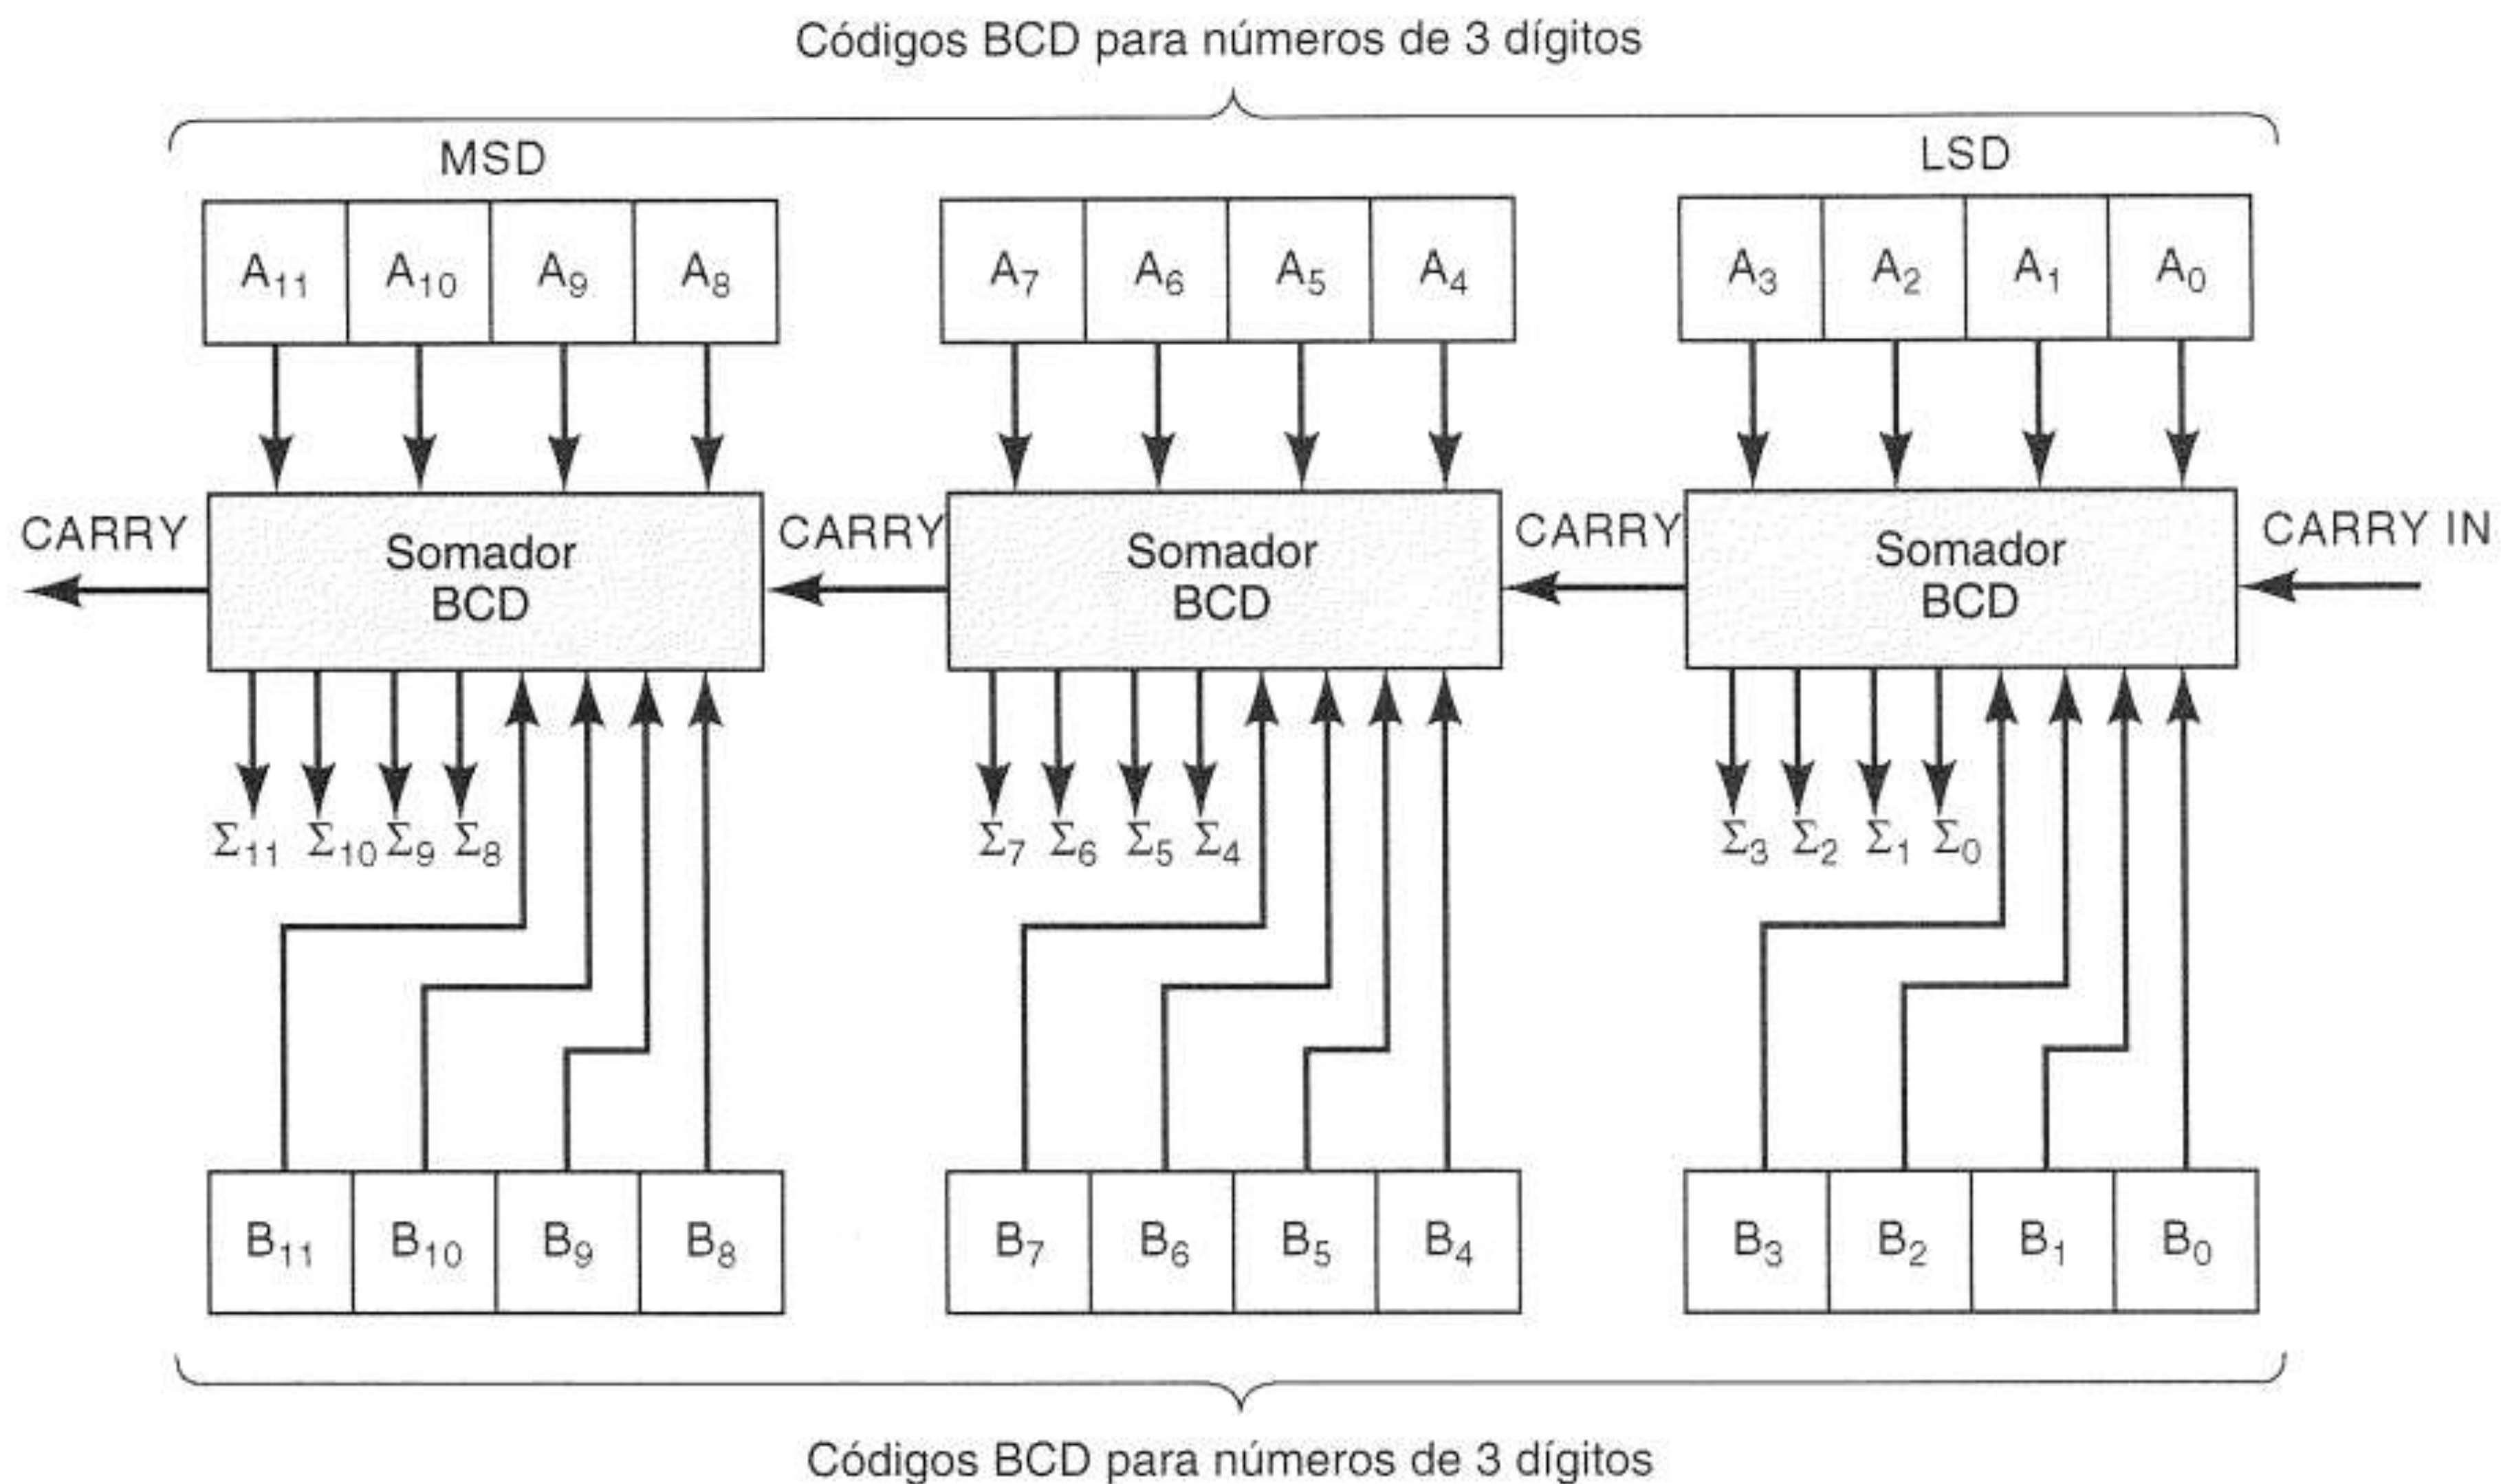 Códigos BCD para números de 3 dígitos
MSD
LSD
A11 A10 A9 A8
A7 A6 A5 A4
A3 A2 A1 A0
CARRY
Somador
BCD
CARRY
Somador
BCD
CARRY
Somador
BCD
CARRY IN
Σ11 Σ10 Σ9 Σ8
Σ7 Σ6 Σ5 Σ4
Σ3 Σ2 Σ1 Σ0
B11 B10 B9 B8
B7 B6 B5 B4
B3 B2 B1 B0
Códigos BCD para números de 3 dígitos